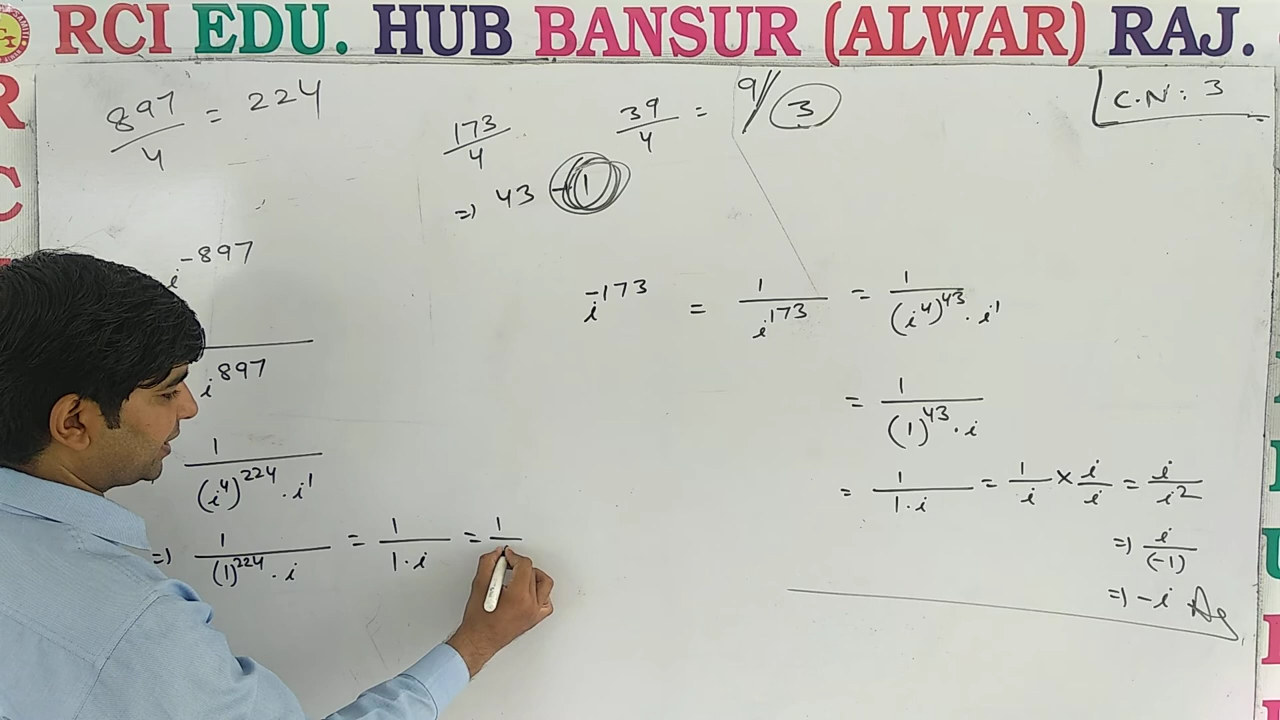 RCI EDU. HUB BANSUR (ALWAR) RAJ.
C.N: 3
897/4 = 224
173/4
⇒ 43 - 1
39/4 = 9/3
i^-897
i^897
1/((i^4)^224 · i^1)
⇒ 1/((1)^224 · i) = 1/(1·i) = 1/
i^-173 = 1/i^173 = 1/((i^4)^43 · i^1)
= 1/((1)^43 · i)
= 1/(1·i) = 1/i × i/i = i/i^2
⇒ i/(-1)
⇒ -i